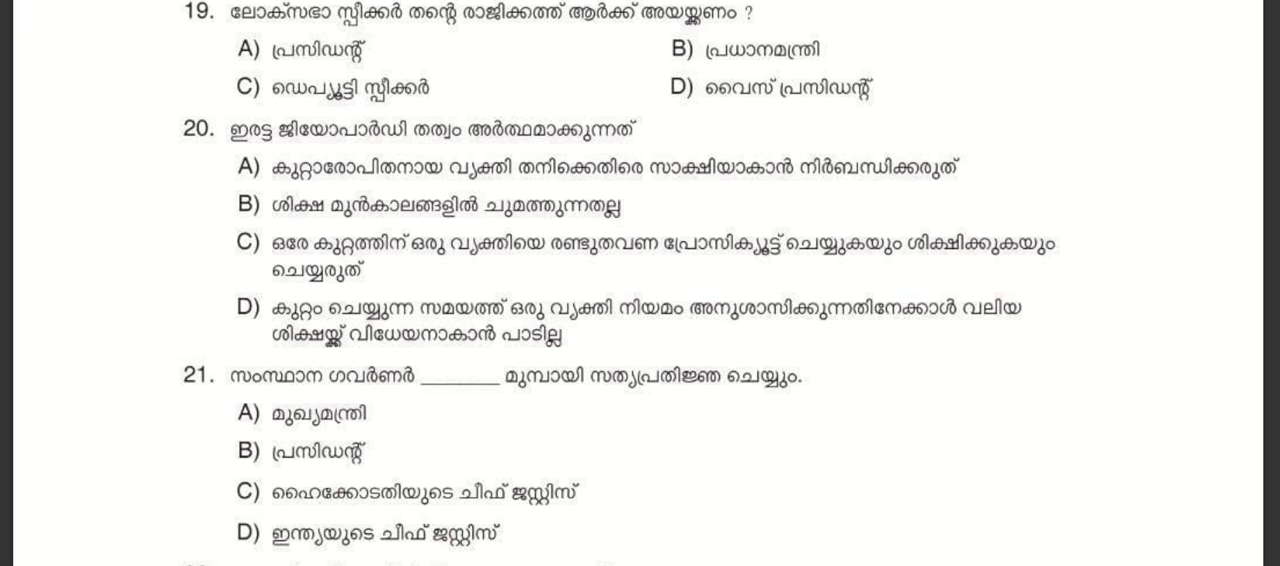 19. ലോക്സഭാ സ്പീക്കർ തന്റെ രാജിക്കത്ത് ആർക്ക് അയയ്ക്കണം ?
A) പ്രസിഡന്റ് B) പ്രധാനമന്ത്രി
C) ഡെപ്യൂട്ടി സ്പീക്കർ D) വൈസ് പ്രസിഡന്റ്
20. ഇരട്ട ജിയോപാർഡി തത്വം അർത്ഥമാക്കുന്നത്
A) കുറ്റാരോപിതനായ വ്യക്തി തനിക്കെതിരെ സാക്ഷിയാകാൻ നിർബന്ധിക്കരുത്
B) ശിക്ഷ മുൻകാലങ്ങളിൽ ചുമത്തുന്നതല്ല
C) ഒരേ കുറ്റത്തിന് ഒരു വ്യക്തിയെ രണ്ടുതവണ പ്രോസിക്യൂട്ട് ചെയ്യുകയും ശിക്ഷിക്കുകയും
ചെയ്യരുത്
D) കുറ്റം ചെയ്യുന്ന സമയത്ത് ഒരു വ്യക്തി നിയമം അനുശാസിക്കുന്നതിനേക്കാൾ വലിയ
ശിക്ഷയ്ക്ക് വിധേയനാകാൻ പാടില്ല
21. സംസ്ഥാന ഗവർണർ ________ മുമ്പായി സത്യപ്രതിജ്ഞ ചെയ്യും.
A) മുഖ്യമന്ത്രി
B) പ്രസിഡന്റ്
C) ഹൈക്കോടതിയുടെ ചീഫ് ജസ്റ്റിസ്
D) ഇന്ത്യയുടെ ചീഫ് ജസ്റ്റിസ്